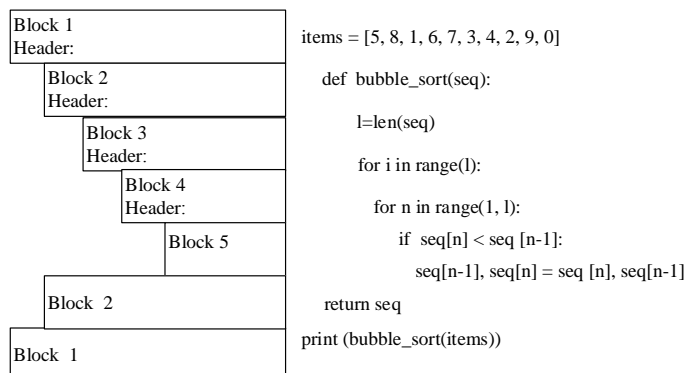 Block 1
Header:
Block 2
Header:
Block 3
Header:
Block 4
Header:
Block 5
Block 2
Block 1
items = [5, 8, 1, 6, 7, 3, 4, 2, 9, 0]
def bubble_sort(seq):
l=len(seq)
for i in range(l):
for n in range(1, l):
if seq[n] < seq [n-1]:
seq[n-1], seq[n] = seq [n], seq[n-1]
return seq
print (bubble_sort(items))